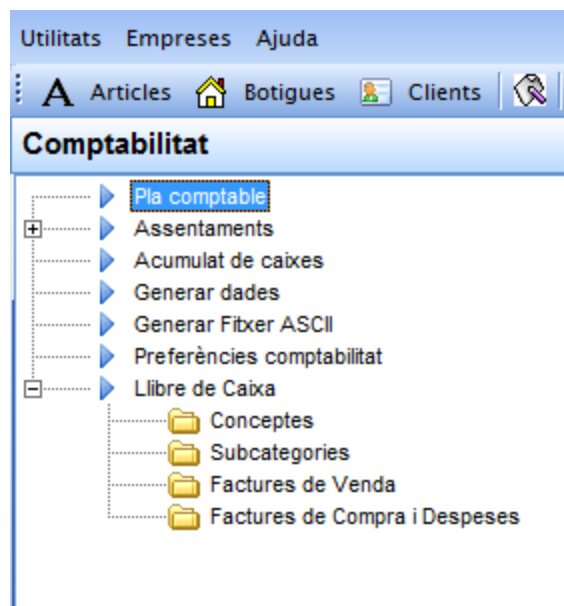 Utilitats Empreses Ajuda
A Articles Botigues Clients
Comptabilitat
Pla comptable
Assentaments
Acumulat de caixes
Generar dades
Generar Fitxer ASCII
Preferències comptabilitat
Llibre de Caixa
Conceptes
Subcategories
Factures de Venda
Factures de Compra i Despeses